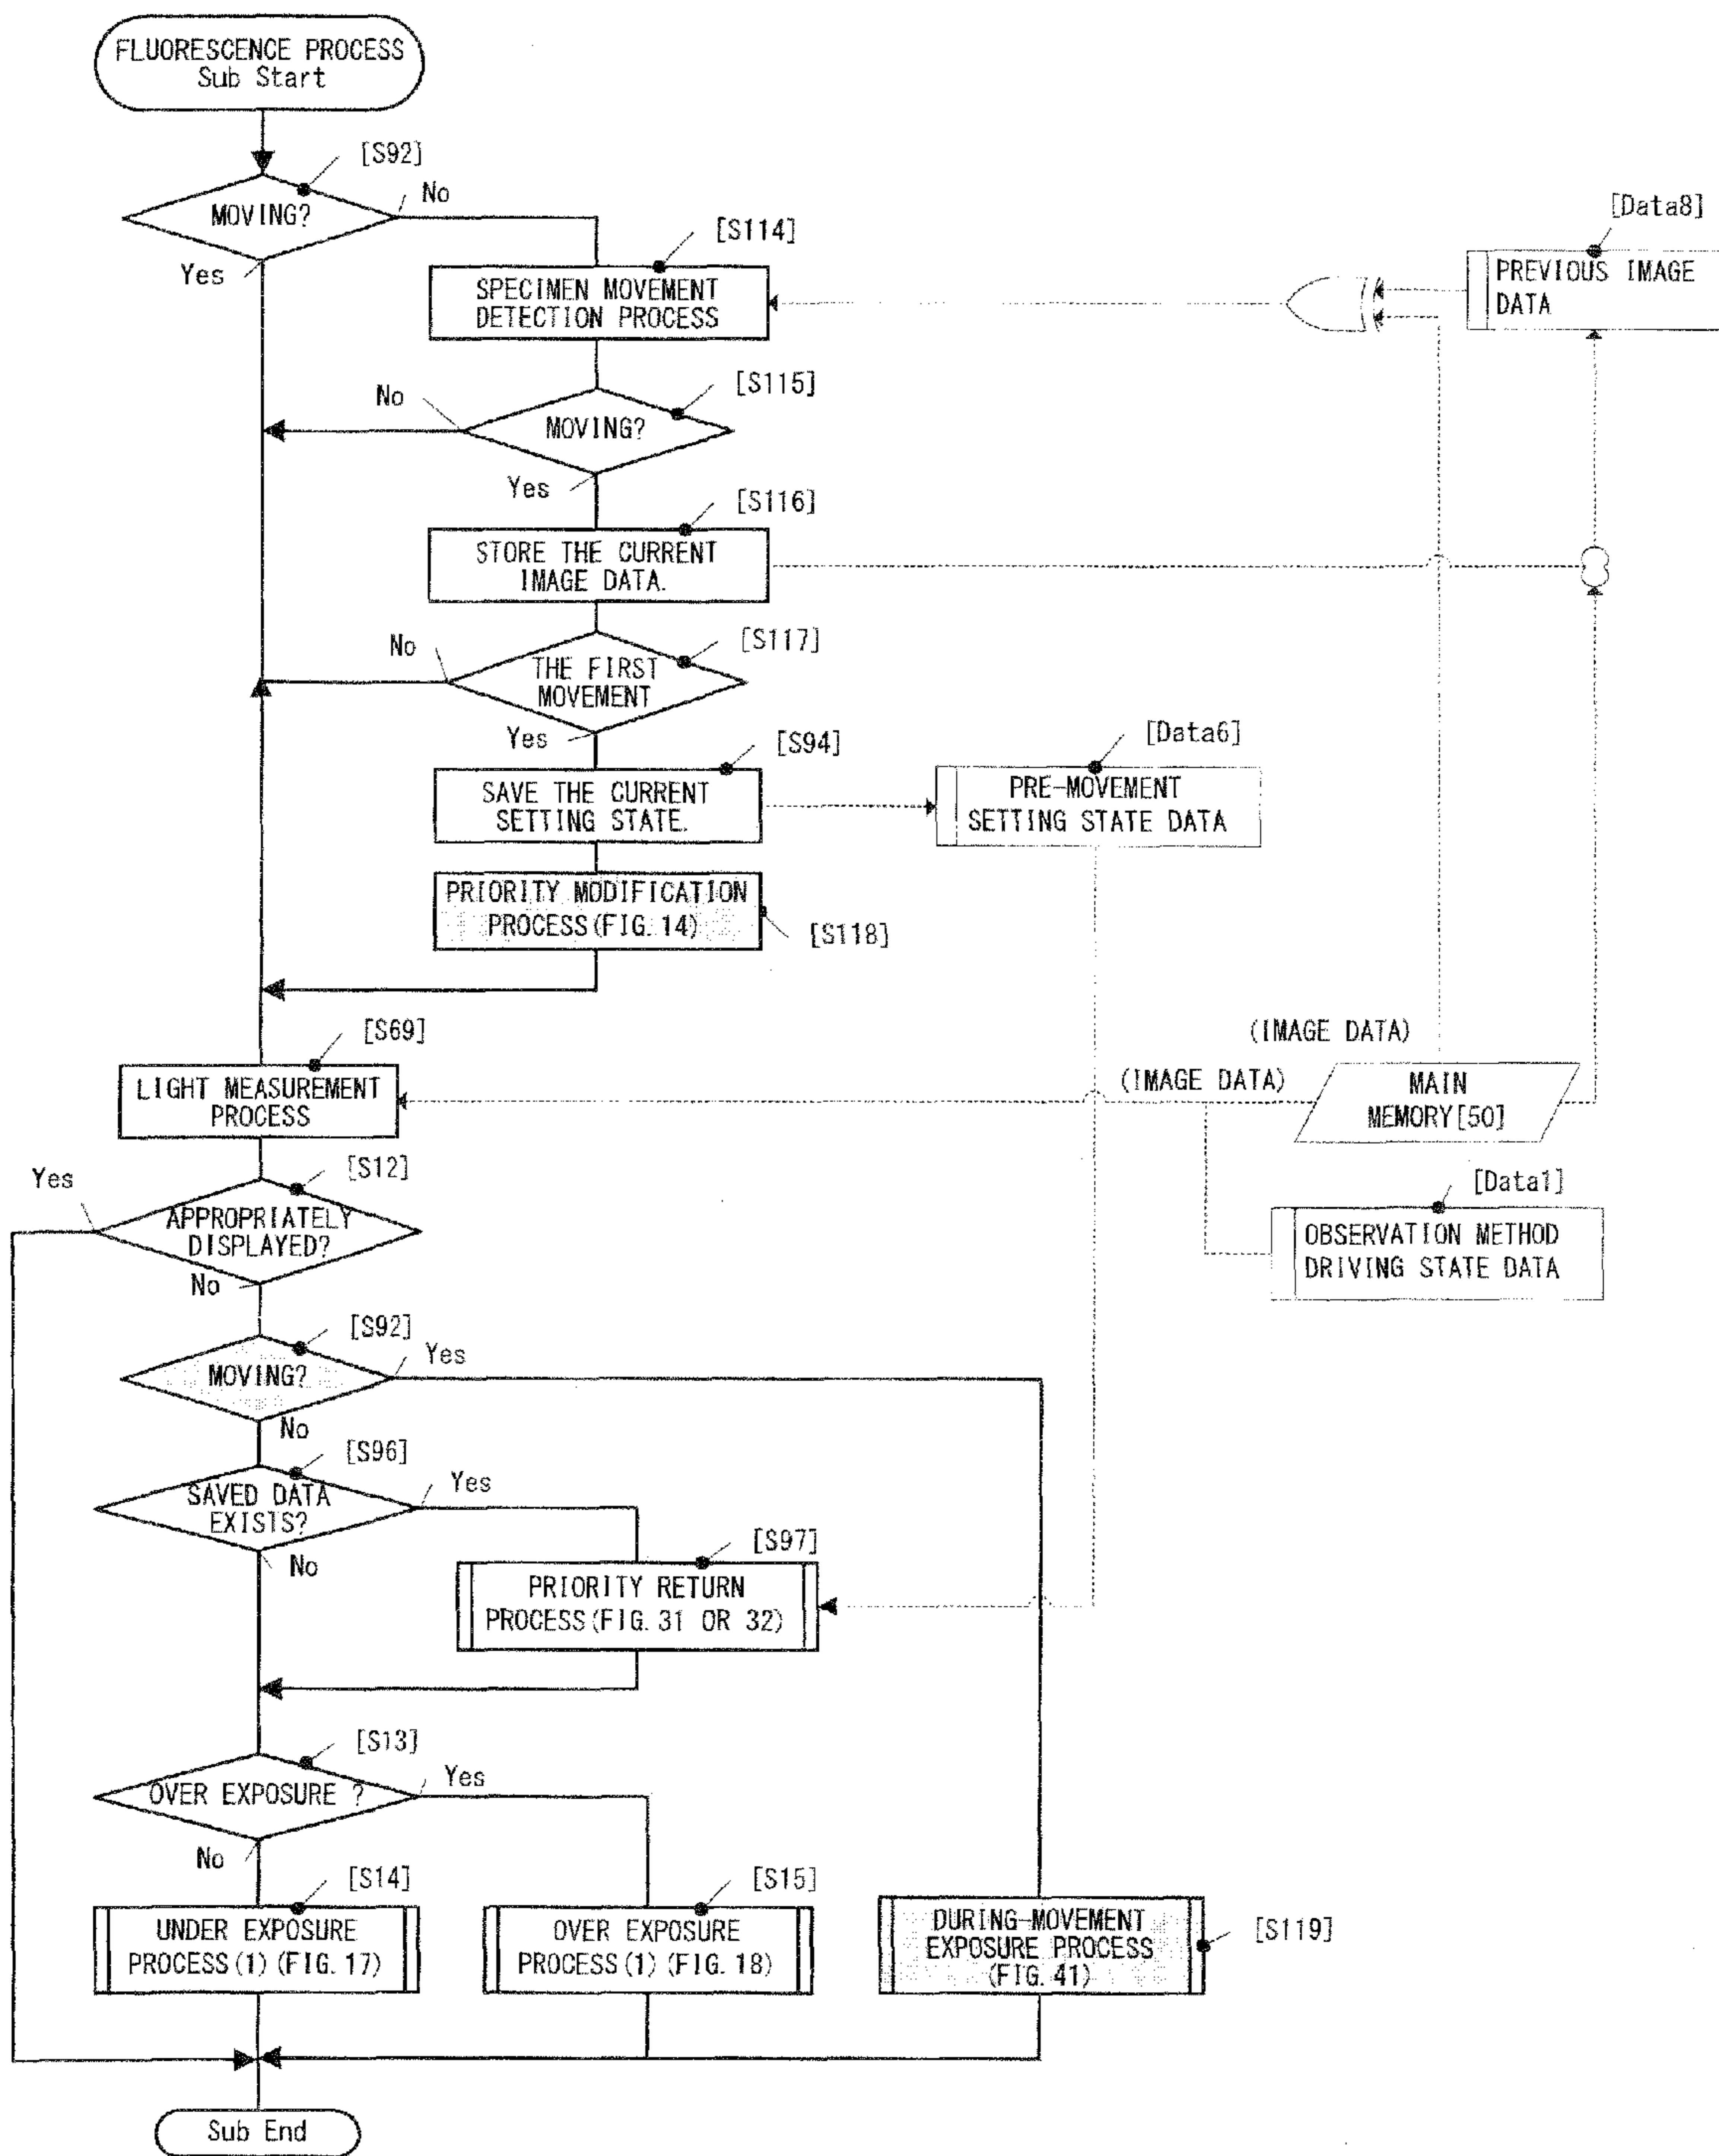 FLUORESCENCE PROCESS
Sub Start
[S92]
MOVING?
No
Yes
[S114]
SPECIMEN MOVEMENT
DETECTION PROCESS
[Data8]
PREVIOUS IMAGE
DATA
[S115]
No
MOVING?
Yes
[S116]
STORE THE CURRENT
IMAGE DATA.
[S117]
No
THE FIRST
MOVEMENT
Yes
[S94]
SAVE THE CURRENT
SETTING STATE.
[Data6]
PRE-MOVEMENT
SETTING STATE DATA
PRIORITY MODIFICATION
PROCESS(FIG.14)
[S118]
[S69]
LIGHT MEASUREMENT
PROCESS
(IMAGE DATA)
(IMAGE DATA)
MAIN
MEMORY[50]
[S12]
Yes
APPROPRIATELY
DISPLAYED?
No
[Data1]
OBSERVATION METHOD
DRIVING STATE DATA
[S92]
MOVING?
Yes
No
[S96]
SAVED DATA
EXISTS?
Yes
No
[S97]
PRIORITY RETURN
PROCESS(FIG.31 OR 32)
[S13]
OVER EXPOSURE ?
Yes
No
[S14]
UNDER EXPOSURE
PROCESS(1)(FIG.17)
[S15]
OVER EXPOSURE
PROCESS(1)(FIG.18)
DURING-MOVEMENT
EXPOSURE PROCESS
(FIG.41)
[S119]
Sub End